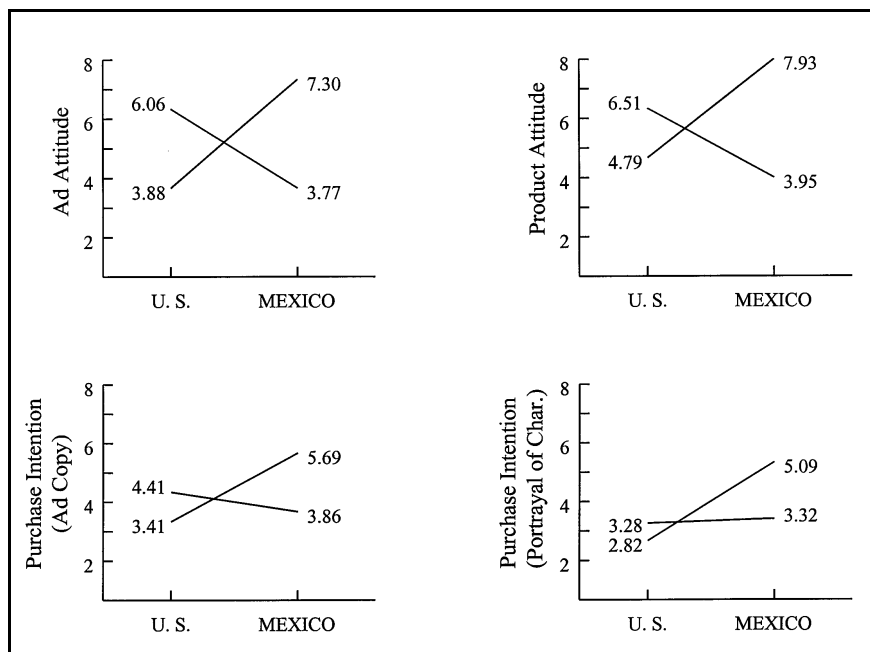 Ad Attitude
8
6
4
2
6.06
3.88
7.30
3.77
U. S.
MEXICO
Product Attitude
8
6
4
2
6.51
4.79
7.93
3.95
U. S.
MEXICO
Purchase Intention
(Ad Copy)
8
6
4
2
4.41
3.41
5.69
3.86
U. S.
MEXICO
Purchase Intention
(Portrayal of Char.)
8
6
4
2
3.28
2.82
5.09
3.32
U. S.
MEXICO